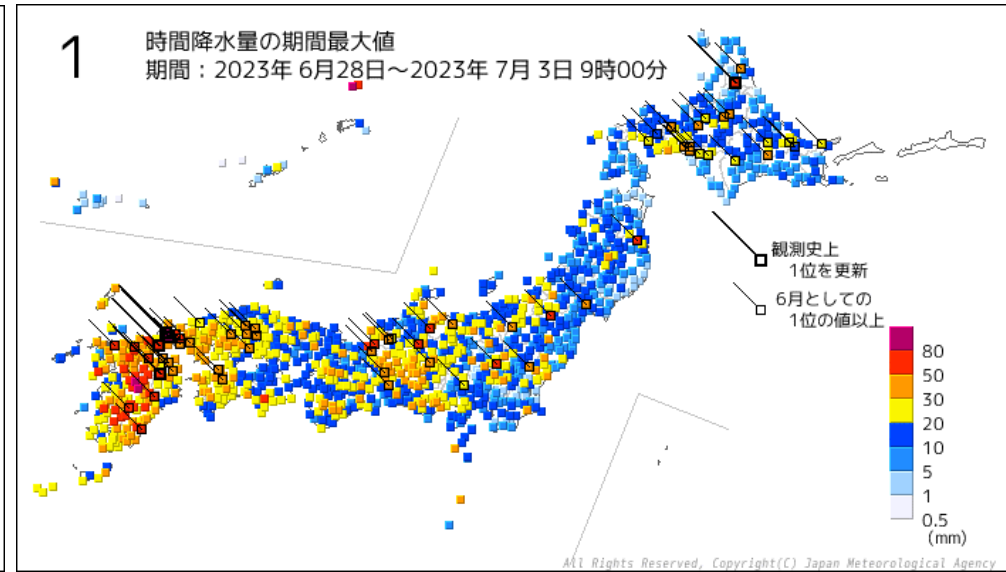 1
時間降水量の期間最大値
期間：2023年 6月28日～2023年 7月 3日 9時00分
観測史上
1位を更新
6月としての
1位の値以上
80
50
30
20
10
5
1
0.5
(mm)
All Rights Reserved, Copyright(C) Japan Meteorological Agency